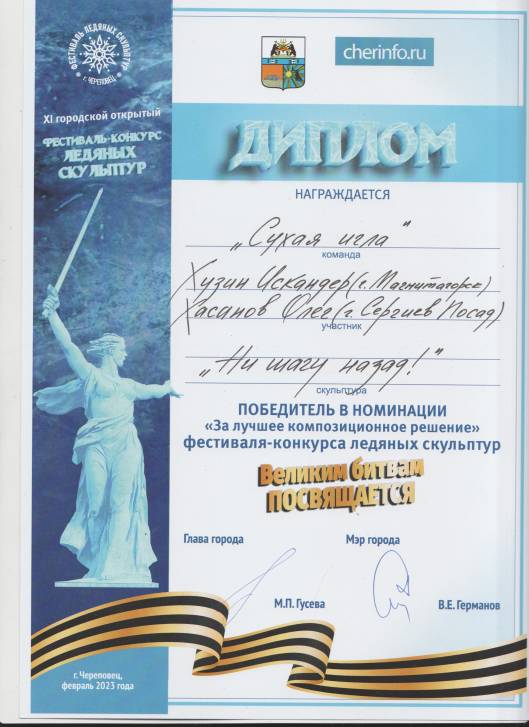 ФЕСТИВАЛЬ ЛЕДЯНЫХ СКУЛЬПТУР
г. ЧЕРЕПОВЕЦ
cherinfo.ru
XI городской открытый
ФЕСТИВАЛЬ-КОНКУРС
ЛЕДЯНЫХ
СКУЛЬПТУР
ДИПЛОМ
НАГРАЖДАЕТСЯ
„Сухая игла"
команда
Хузин Искандер (г. Магнитагорск)
Хасанов Олег (г. Сергиев Посад)
участник
„Ни шагу назад!"
скульптура
ПОБЕДИТЕЛЬ В НОМИНАЦИИ
«За лучшее композиционное решение»
фестиваля-конкурса ледяных скульптур
Великим битвам
ПОСВЯЩАЕТСЯ
Глава города Мэр города
М.П. Гусева В.Е. Германов
г. Череповец,
февраль 2023 года